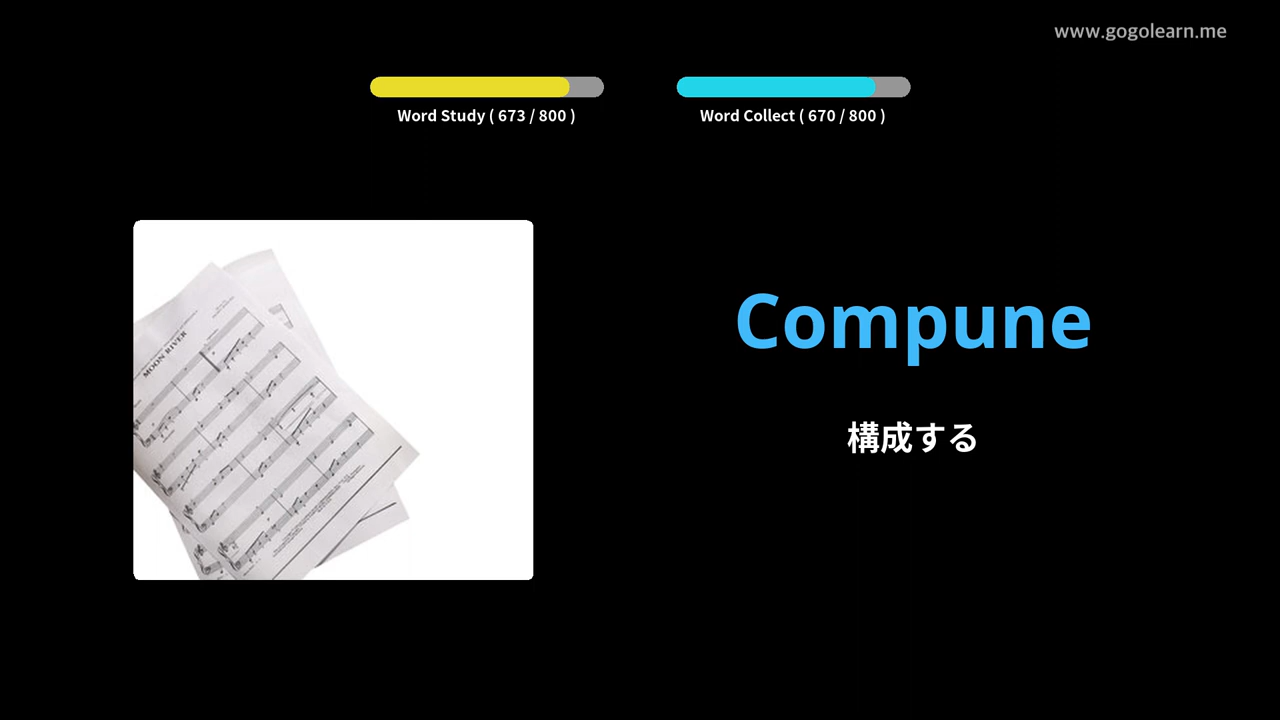 www.gogolearn.me
Word Study ( 673 / 800 )
Word Collect ( 670 / 800 )
MOON RIVER
Compune
構成する